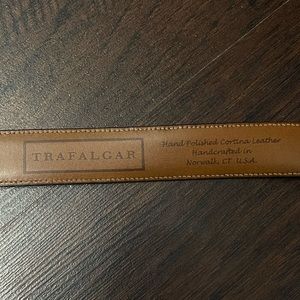 TRAFALGAR
Hand Polished Cortina Leather
Handcrafted in
Norwalk, CT U.S.A.